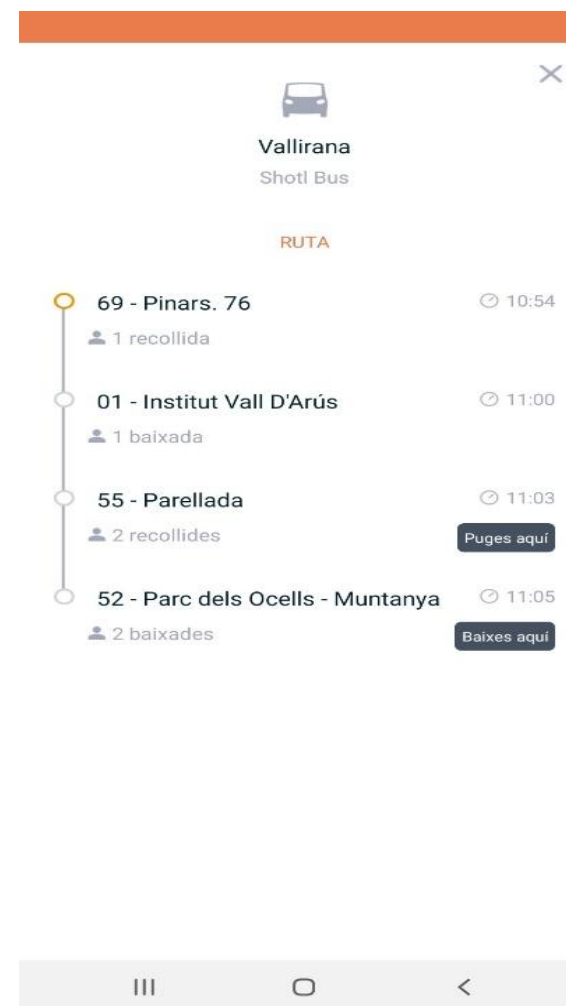 Vallirana
Shotl Bus
RUTA
69 - Pinars. 76 10:54
1 recollida
01 - Institut Vall D'Arús 11:00
1 baixada
55 - Parellada 11:03
2 recollides Puges aquí
52 - Parc dels Ocells - Muntanya 11:05
2 baixades Baixes aquí